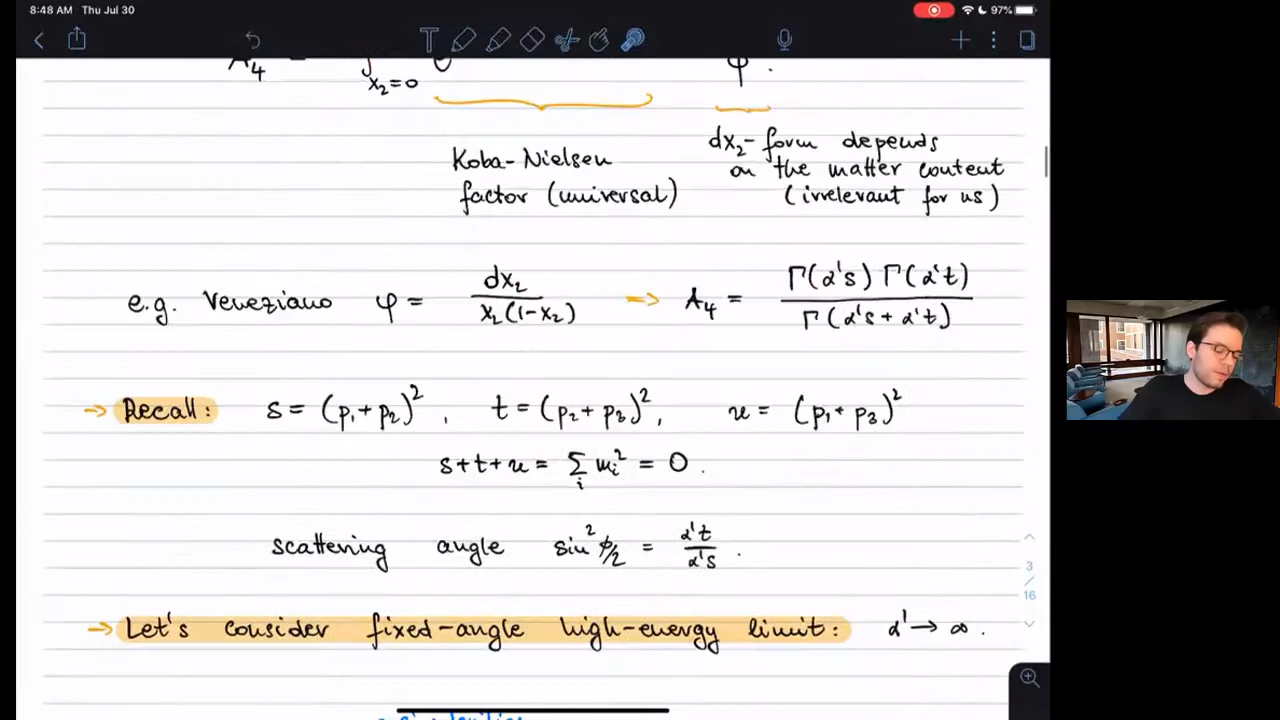 8:48 AM Thu Jul 30 97%
A₄ =
x₂=0 φ .
Koba-Nielsen factor (universal)
dx₂-form depends on the matter content (irrelevant for us)
e.g. Veneziano φ = dx₂ / x₂(1-x₂) → A₄ = Γ(α's) Γ(α't) / Γ(α's + α't)
→ Recall: s = (p₁+p₂)², t = (p₂+p₃)², u = (p₁+p₃)²
s+t+u = Σᵢ mᵢ² = 0 .
scattering angle sin² ϕ/2 = α't / α's .
→ Let's consider fixed-angle high-energy limit: α' → ∞ .
3
/
16